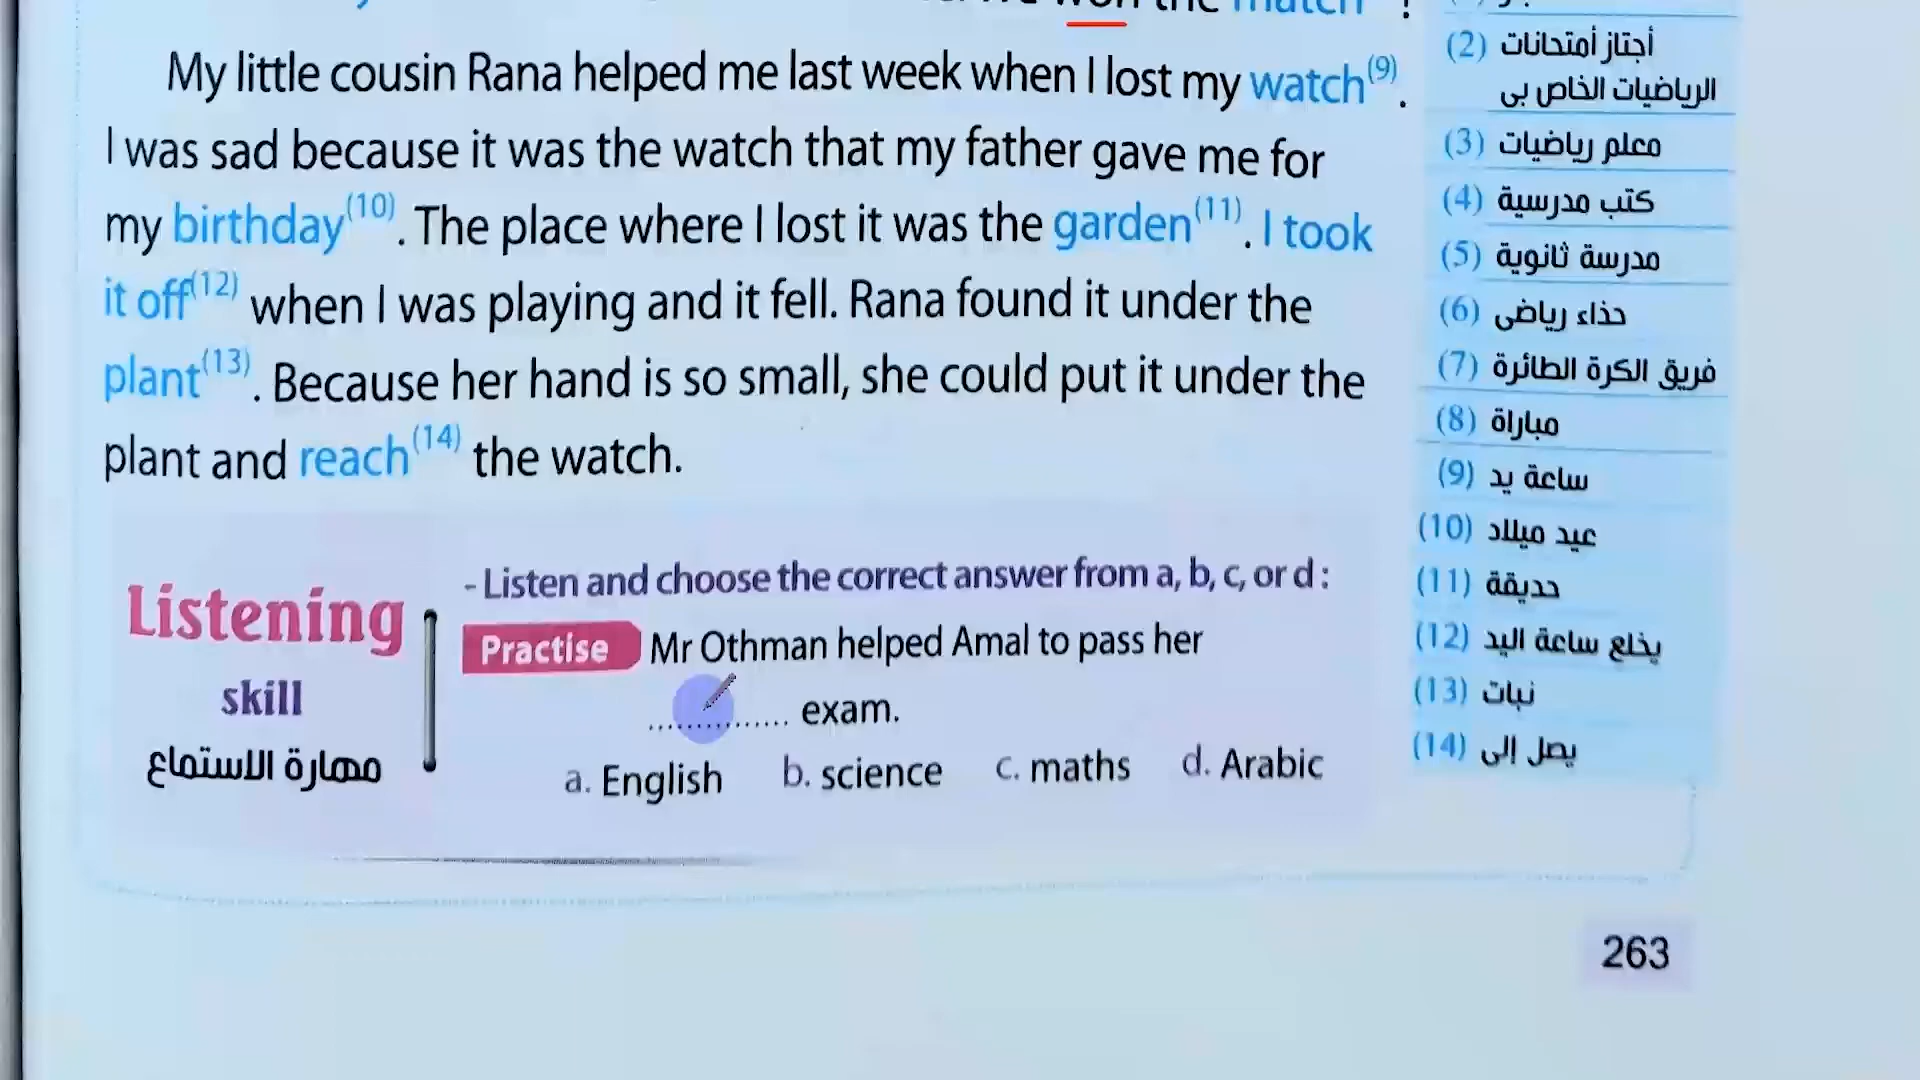 won the match !
My little cousin Rana helped me last week when I lost my watch(9).
I was sad because it was the watch that my father gave me for
my birthday(10). The place where I lost it was the garden(11). I took
it off(12) when I was playing and it fell. Rana found it under the
plant(13). Because her hand is so small, she could put it under the
plant and reach(14) the watch.
(2) أجتاز أمتحانات
الرياضيات الخاص بى
(3) معلم رياضيات
(4) كتب مدرسية
(5) مدرسة ثانوية
(6) حذاء رياضى
(7) فريق الكرة الطائرة
(8) مباراة
(9) ساعة يد
(10) عيد ميلاد
(11) حديقة
(12) يخلع ساعة اليد
(13) نبات
(14) يصل إلى
Listening
skill
مهارة الاستماع
- Listen and choose the correct answer from a, b, c, or d :
Practise Mr Othman helped Amal to pass her
............... exam.
a. English b. science c. maths d. Arabic
263